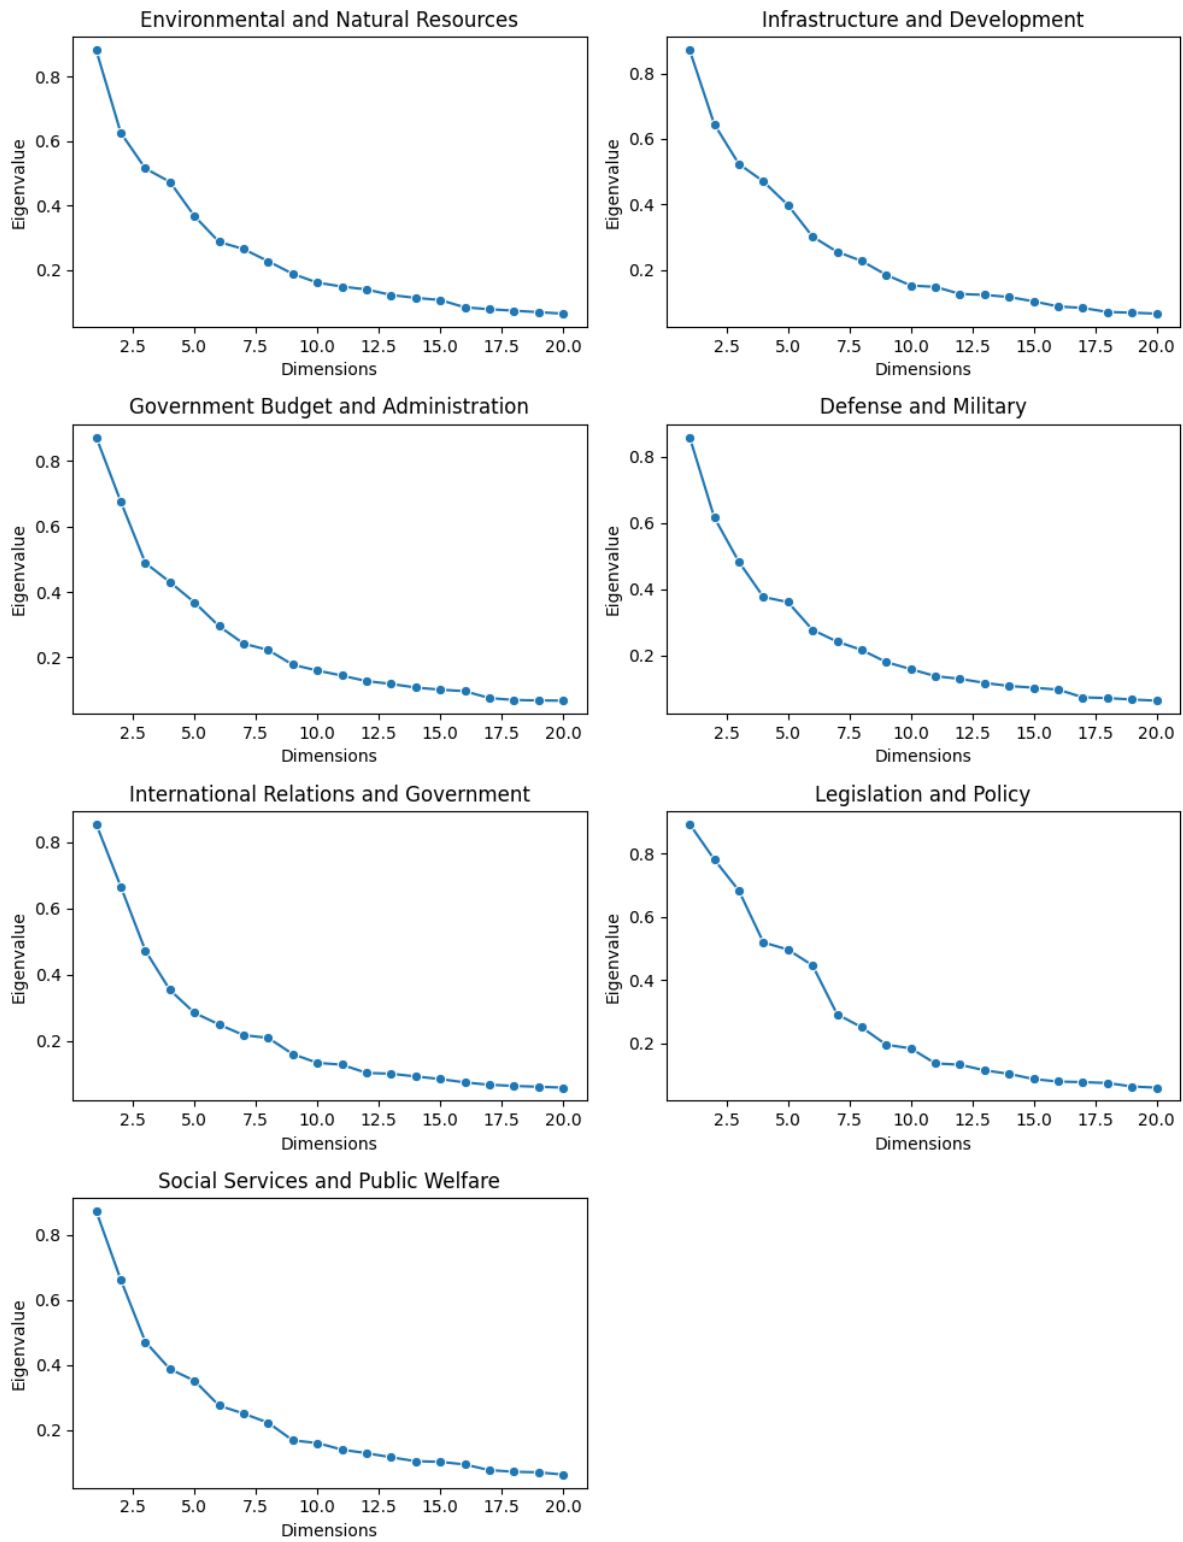 Environmental and Natural Resources
Eigenvalue
0.8
0.6
0.4
0.2
2.5 5.0 7.5 10.0 12.5 15.0 17.5 20.0
Dimensions
Infrastructure and Development
Eigenvalue
0.8
0.6
0.4
0.2
2.5 5.0 7.5 10.0 12.5 15.0 17.5 20.0
Dimensions
Government Budget and Administration
Eigenvalue
0.8
0.6
0.4
0.2
2.5 5.0 7.5 10.0 12.5 15.0 17.5 20.0
Dimensions
Defense and Military
Eigenvalue
0.8
0.6
0.4
0.2
2.5 5.0 7.5 10.0 12.5 15.0 17.5 20.0
Dimensions
International Relations and Government
Eigenvalue
0.8
0.6
0.4
0.2
2.5 5.0 7.5 10.0 12.5 15.0 17.5 20.0
Dimensions
Legislation and Policy
Eigenvalue
0.8
0.6
0.4
0.2
2.5 5.0 7.5 10.0 12.5 15.0 17.5 20.0
Dimensions
Social Services and Public Welfare
Eigenvalue
0.8
0.6
0.4
0.2
2.5 5.0 7.5 10.0 12.5 15.0 17.5 20.0
Dimensions